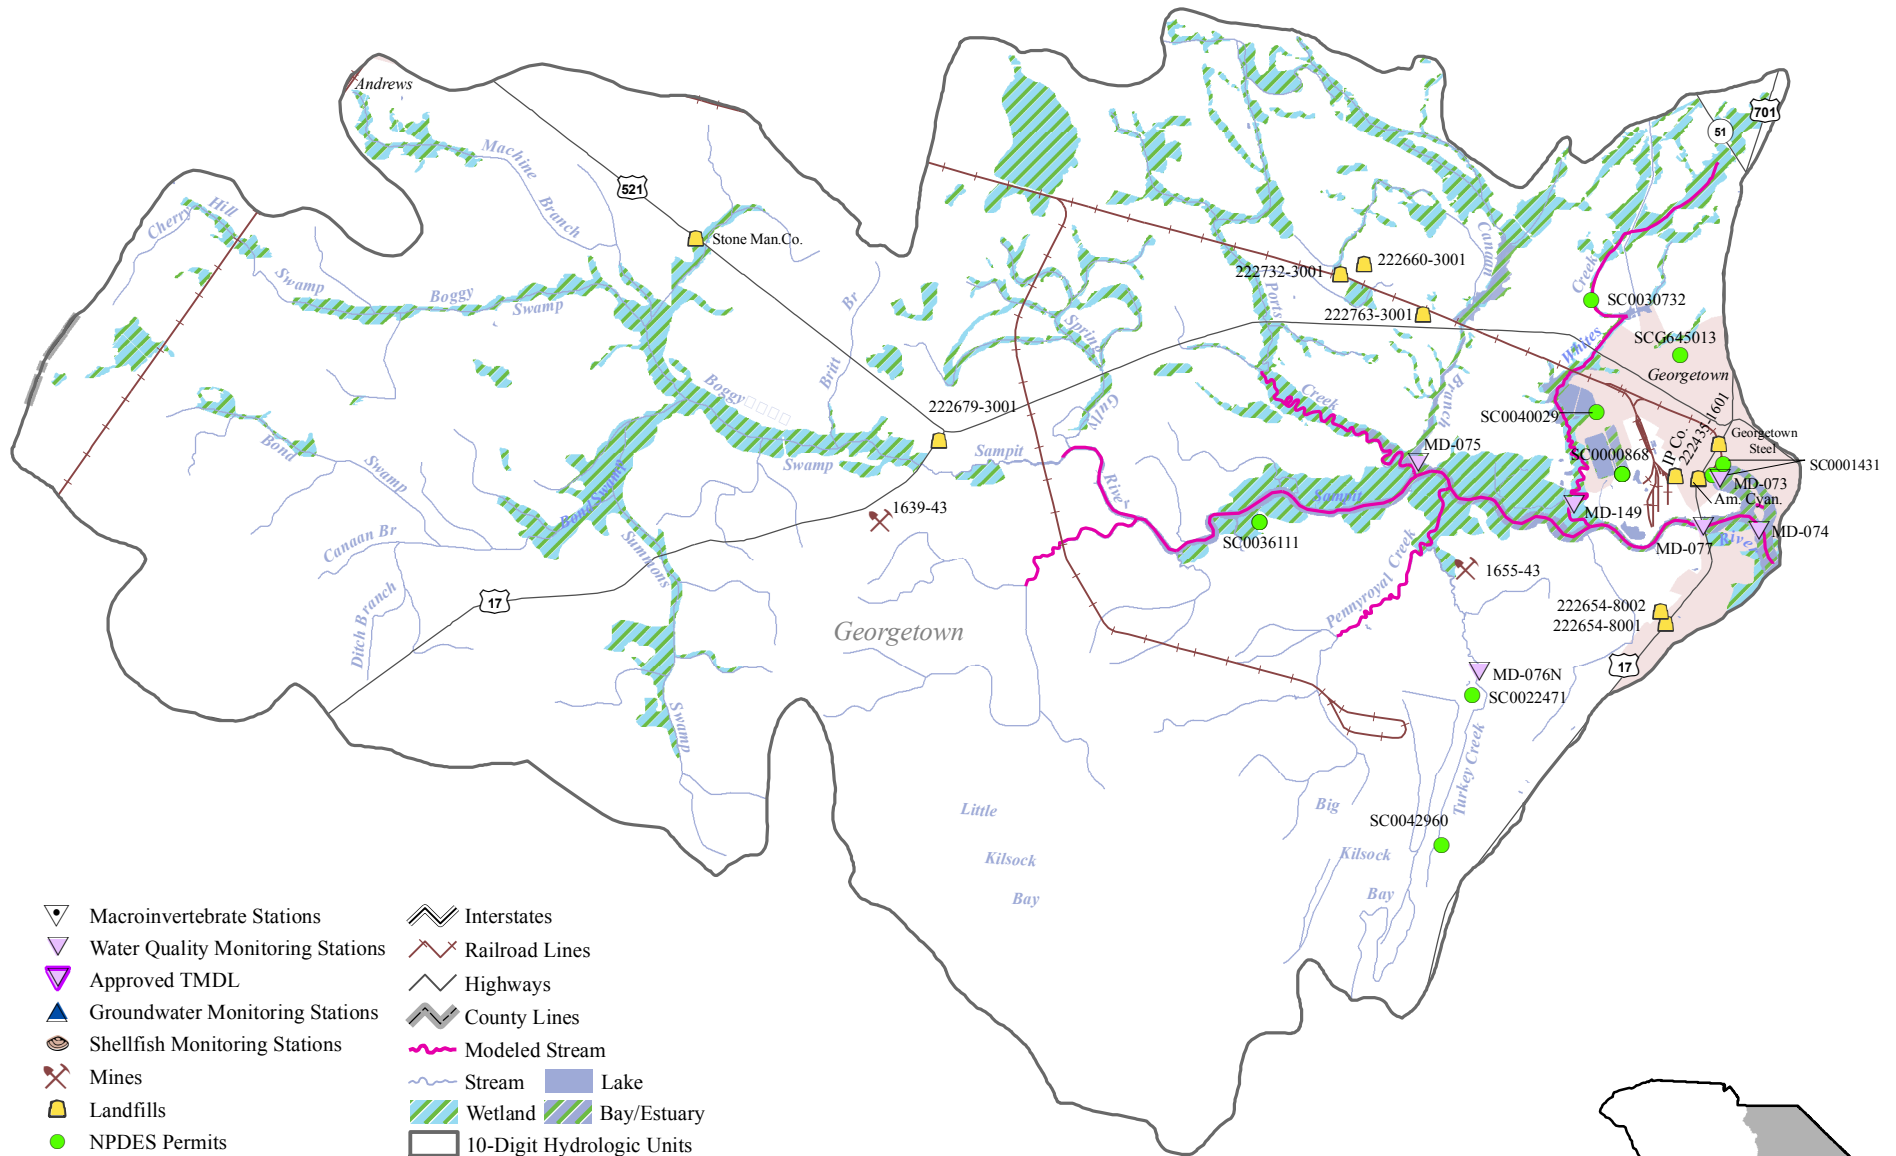 Andrews
701
51
Machine
Branch
521
Cherry
Hill
Swamp
Boggy
Swamp
Stone Man.Co.
Canaan
Branch
222660-3001
222732-3001
222763-3001
Ports
Creek
Creek
Whites
SC0030732
SCG645013
Georgetown
Spring
Gully
Britt
Br
Boggy
Swamp
222679-3001
Sampit
River
Bond
Swamp
Bond Swamp
SC0040029
SC0000868
IP Co.
222435-1601
Georgetown
Steel
SC0001431
MD-073
Am. Cyan.
MD-075
Sampit
River
MD-149
MD-077
MD-074
1639-43
SC0036111
Canaan Br
Ditch Branch
Summons
Swamp
17
Georgetown
Pennyroyal Creek
1655-43
222654-8002
222654-8001
17
MD-076N
SC0022471
Turkey Creek
SC0042960
Little
Kilsock
Bay
Big
Kilsock
Bay
Macroinvertebrate Stations
Water Quality Monitoring Stations
Approved TMDL
Groundwater Monitoring Stations
Shellfish Monitoring Stations
Mines
Landfills
NPDES Permits
Interstates
Railroad Lines
Highways
County Lines
Modeled Stream
Stream
Lake
Wetland
Bay/Estuary
10-Digit Hydrologic Units